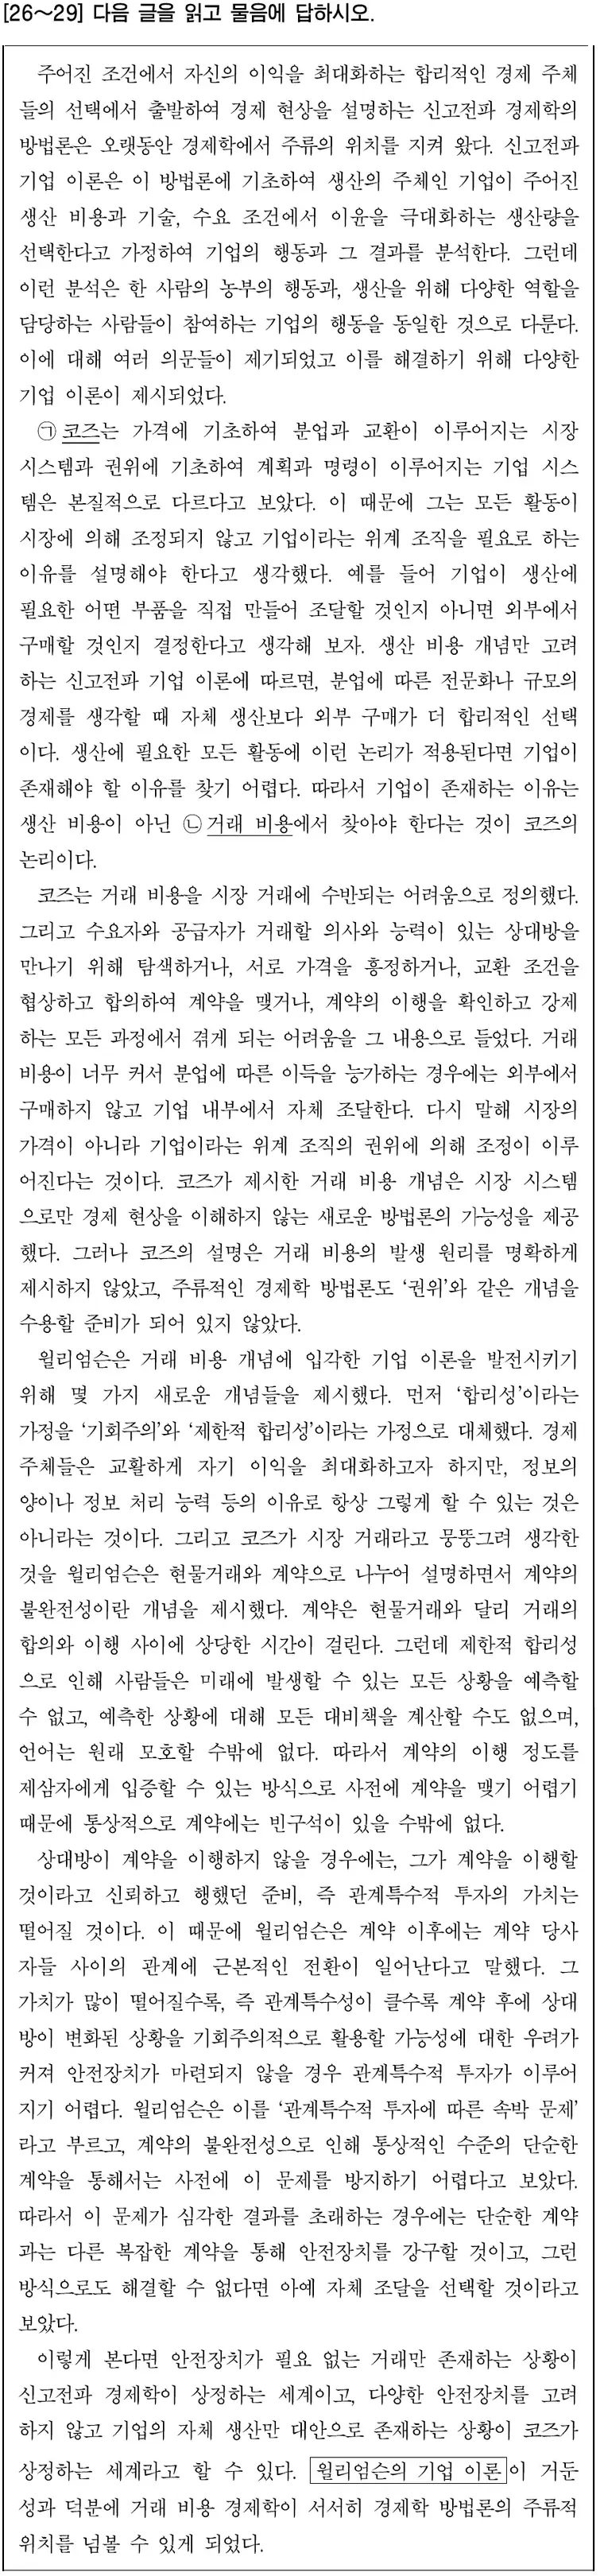 [26~29] 다음 글을 읽고 물음에 답하시오.
주어진 조건에서 자신의 이익을 최대화하는 합리적인 경제 주체
들의 선택에서 출발하여 경제 현상을 설명하는 신고전파 경제학의
방법론은 오랫동안 경제학에서 주류의 위치를 지켜 왔다. 신고전파
기업 이론은 이 방법론에 기초하여 생산의 주체인 기업이 주어진
생산 비용과 기술, 수요 조건에서 이윤을 극대화하는 생산량을
선택한다고 가정하여 기업의 행동과 그 결과를 분석한다. 그런데
이런 분석은 한 사람의 농부의 행동과, 생산을 위해 다양한 역할을
담당하는 사람들이 참여하는 기업의 행동을 동일한 것으로 다룬다.
이에 대해 여러 의문들이 제기되었고 이를 해결하기 위해 다양한
기업 이론이 제시되었다.
㉠ 코즈는 가격에 기초하여 분업과 교환이 이루어지는 시장
시스템과 권위에 기초하여 계획과 명령이 이루어지는 기업 시스
템은 본질적으로 다르다고 보았다. 이 때문에 그는 모든 활동이
시장에 의해 조정되지 않고 기업이라는 위계 조직을 필요로 하는
이유를 설명해야 한다고 생각했다. 예를 들어 기업이 생산에
필요한 어떤 부품을 직접 만들어 조달할 것인지 아니면 외부에서
구매할 것인지 결정한다고 생각해 보자. 생산 비용 개념만 고려
하는 신고전파 기업 이론에 따르면, 분업에 따른 전문화나 규모의
경제를 생각할 때 자체 생산보다 외부 구매가 더 합리적인 선택
이다. 생산에 필요한 모든 활동에 이런 논리가 적용된다면 기업이
존재해야 할 이유를 찾기 어렵다. 따라서 기업이 존재하는 이유는
생산 비용이 아닌 ㉡ 거래 비용에서 찾아야 한다는 것이 코즈의
논리이다.
코즈는 거래 비용을 시장 거래에 수반되는 어려움으로 정의했다.
그리고 수요자와 공급자가 거래할 의사와 능력이 있는 상대방을
만나기 위해 탐색하거나, 서로 가격을 흥정하거나, 교환 조건을
협상하고 합의하여 계약을 맺거나, 계약의 이행을 확인하고 강제
하는 모든 과정에서 겪게 되는 어려움을 그 내용으로 들었다. 거래
비용이 너무 커서 분업에 따른 이득을 능가하는 경우에는 외부에서
구매하지 않고 기업 내부에서 자체 조달한다. 다시 말해 시장의
가격이 아니라 기업이라는 위계 조직의 권위에 의해 조정이 이루
어진다는 것이다. 코즈가 제시한 거래 비용 개념은 시장 시스템
으로만 경제 현상을 이해하지 않는 새로운 방법론의 가능성을 제공
했다. 그러나 코즈의 설명은 거래 비용의 발생 원리를 명확하게
제시하지 않았고, 주류적인 경제학 방법론도 ‘권위’와 같은 개념을
수용할 준비가 되어 있지 않았다.
윌리엄슨은 거래 비용 개념에 입각한 기업 이론을 발전시키기
위해 몇 가지 새로운 개념들을 제시했다. 먼저 ‘합리성’이라는
가정을 ‘기회주의’와 ‘제한적 합리성’이라는 가정으로 대체했다. 경제
주체들은 교활하게 자기 이익을 최대화하고자 하지만, 정보의
양이나 정보 처리 능력 등의 이유로 항상 그렇게 할 수 있는 것은
아니라는 것이다. 그리고 코즈가 시장 거래라고 뭉뚱그려 생각한
것을 윌리엄슨은 현물거래와 계약으로 나누어 설명하면서 계약의
불완전성이란 개념을 제시했다. 계약은 현물거래와 달리 거래의
합의와 이행 사이에 상당한 시간이 걸린다. 그런데 제한적 합리성
으로 인해 사람들은 미래에 발생할 수 있는 모든 상황을 예측할
수 없고, 예측한 상황에 대해 모든 대비책을 계산할 수도 없으며,
언어는 원래 모호할 수밖에 없다. 따라서 계약의 이행 정도를
제삼자에게 입증할 수 있는 방식으로 사전에 계약을 맺기 어렵기
때문에 통상적으로 계약에는 빈구석이 있을 수밖에 없다.
상대방이 계약을 이행하지 않을 경우에는, 그가 계약을 이행할
것이라고 신뢰하고 행했던 준비, 즉 관계특수적 투자의 가치는
떨어질 것이다. 이 때문에 윌리엄슨은 계약 이후에는 계약 당사
자들 사이의 관계에 근본적인 전환이 일어난다고 말했다. 그
가치가 많이 떨어질수록, 즉 관계특수성이 클수록 계약 후에 상대
방이 변화된 상황을 기회주의적으로 활용할 가능성에 대한 우려가
커져 안전장치가 마련되지 않을 경우 관계특수적 투자가 이루어
지기 어렵다. 윌리엄슨은 이를 ‘관계특수적 투자에 따른 속박 문제’
라고 부르고, 계약의 불완전성으로 인해 통상적인 수준의 단순한
계약을 통해서는 사전에 이 문제를 방지하기 어렵다고 보았다.
따라서 이 문제가 심각한 결과를 초래하는 경우에는 단순한 계약
과는 다른 복잡한 계약을 통해 안전장치를 강구할 것이고, 그런
방식으로도 해결할 수 없다면 아예 자체 조달을 선택할 것이라고
보았다.
이렇게 본다면 안전장치가 필요 없는 거래만 존재하는 상황이
신고전파 경제학이 상정하는 세계이고, 다양한 안전장치를 고려
하지 않고 기업의 자체 생산만 대안으로 존재하는 상황이 코즈가
상정하는 세계라고 할 수 있다. 윌리엄슨의 기업 이론이 거둔
성과 덕분에 거래 비용 경제학이 서서히 경제학 방법론의 주류적
위치를 넘볼 수 있게 되었다.